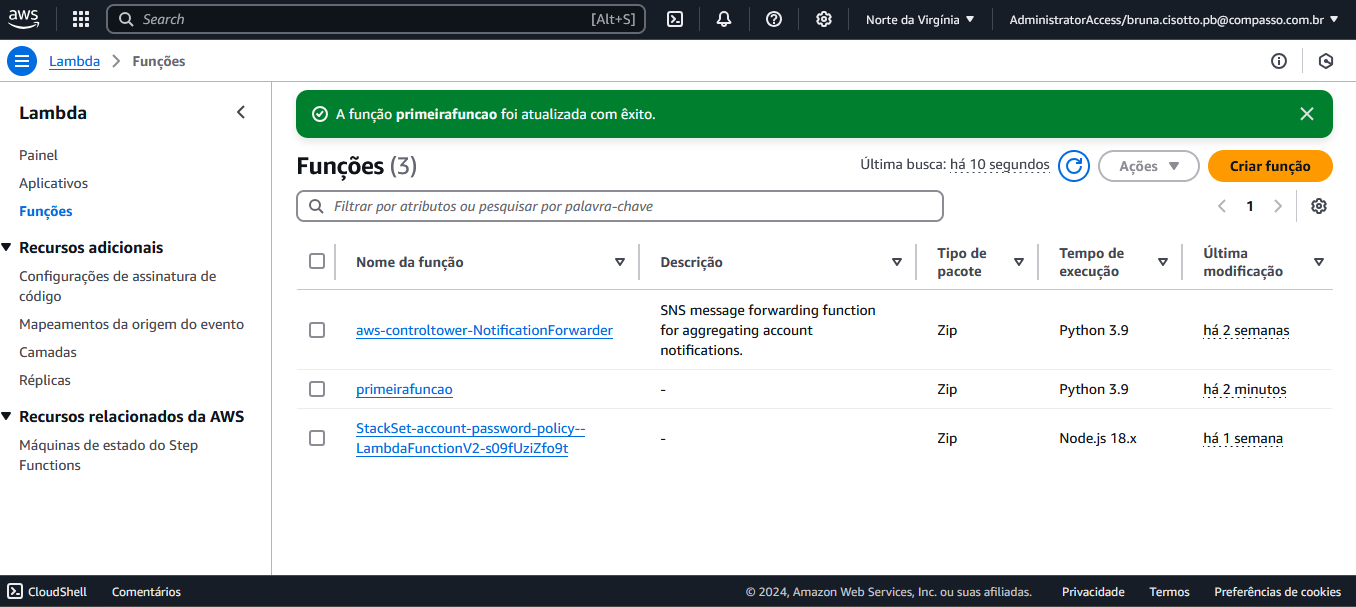 aws
Search [Alt+S]
Norte da Virgínia
AdministratorAccess/bruna.cisotto.pb@compasso.com.br
Lambda
Funções
Lambda
Painel
Aplicativos
Funções
Recursos adicionais
Configurações de assinatura de
código
Mapeamentos da origem do evento
Camadas
Réplicas
Recursos relacionados da AWS
Máquinas de estado do Step
Functions
A função primeirafuncao foi atualizada com êxito.
Funções (3)
Última busca: há 10 segundos
Ações
Criar função
Filtrar por atributos ou pesquisar por palavra-chave
1
Nome da função
Descrição
Tipo de
pacote
Tempo de
execução
Última
modificação
aws-controltower-NotificationForwarder
SNS message forwarding function
for aggregating account
notifications.
Zip
Python 3.9
há 2 semanas
primeirafuncao
-
Zip
Python 3.9
há 2 minutos
StackSet-account-password-policy--
LambdaFunctionV2-s09fUziZfo9t
-
Zip
Node.js 18.x
há 1 semana
CloudShell
Comentários
© 2024, Amazon Web Services, Inc. ou suas afiliadas.
Privacidade
Termos
Preferências de cookies